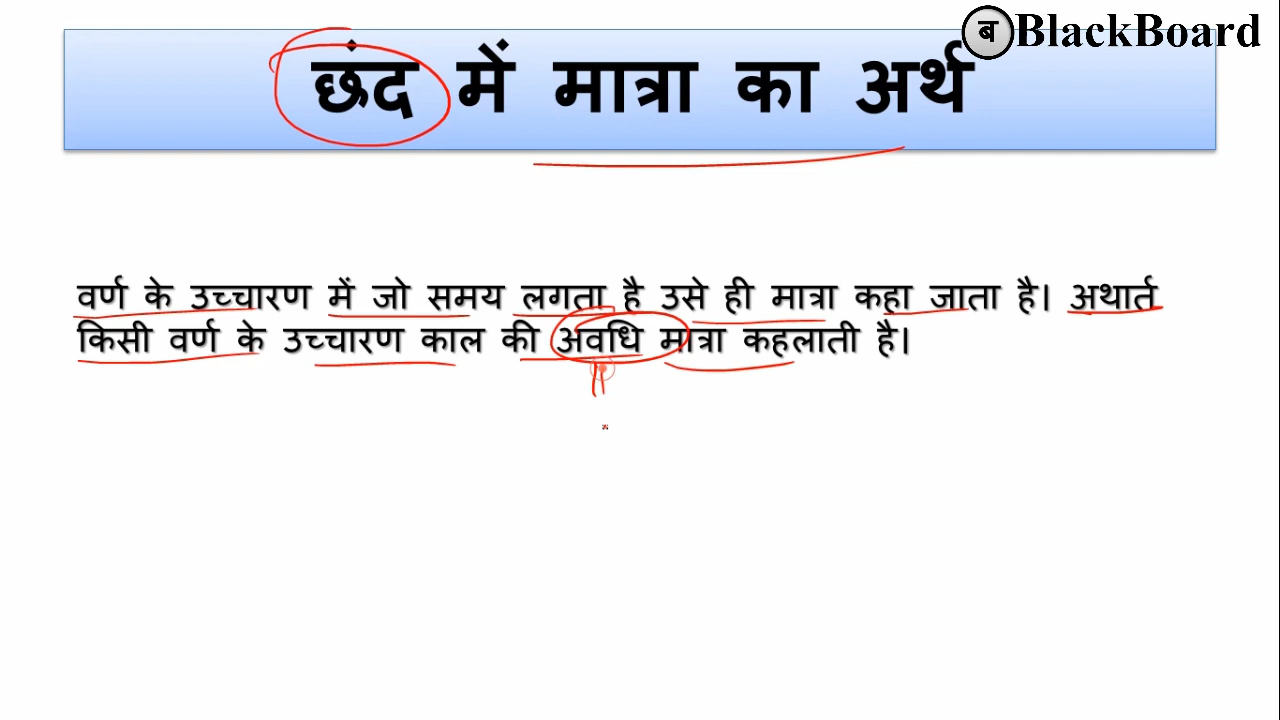 ब BlackBoard
छंद में मात्रा का अर्थ
वर्ण के उच्चारण में जो समय लगता है उसे ही मात्रा कहा जाता है। अथार्त
किसी वर्ण के उच्चारण काल की अवधि मात्रा कहलाती है।